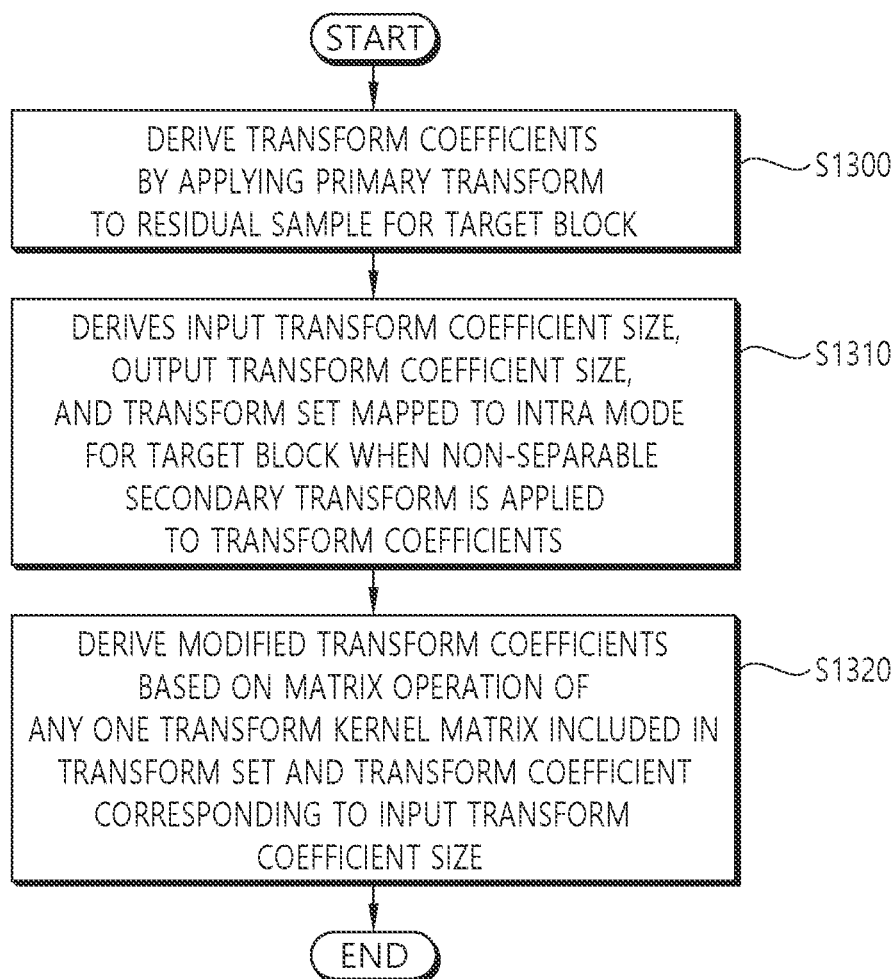 START
DERIVE TRANSFORM COEFFICIENTS
BY APPLYING PRIMARY TRANSFORM
TO RESIDUAL SAMPLE FOR TARGET BLOCK
S1300
DERIVES INPUT TRANSFORM COEFFICIENT SIZE,
OUTPUT TRANSFORM COEFFICIENT SIZE,
AND TRANSFORM SET MAPPED TO INTRA MODE
FOR TARGET BLOCK WHEN NON-SEPARABLE
SECONDARY TRANSFORM IS APPLIED
TO TRANSFORM COEFFICIENTS
S1310
DERIVE MODIFIED TRANSFORM COEFFICIENTS
BASED ON MATRIX OPERATION OF
ANY ONE TRANSFORM KERNEL MATRIX INCLUDED IN
TRANSFORM SET AND TRANSFORM COEFFICIENT
CORRESPONDING TO INPUT TRANSFORM
COEFFICIENT SIZE
S1320
END